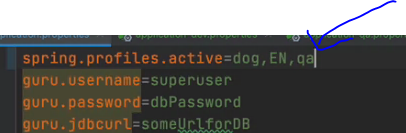 spring.profiles.active=dog,EN,qa
guru.username=superuser
guru.password=dbPassword
guru.jdbcurl=someUrlforDB